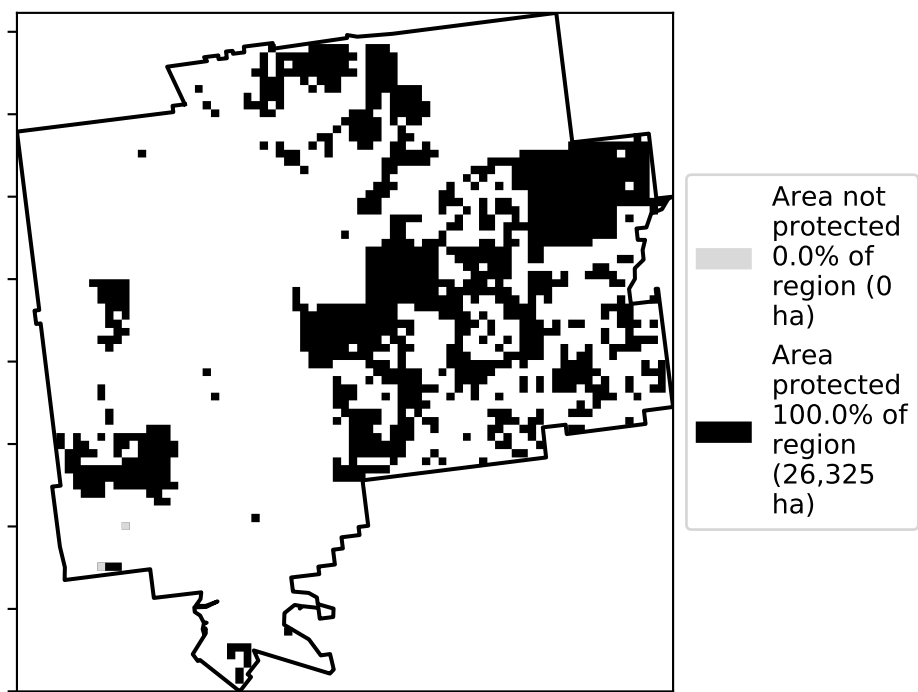 Area not
protected
0.0% of
region (0
ha)
Area
protected
100.0% of
region
(26,325
ha)